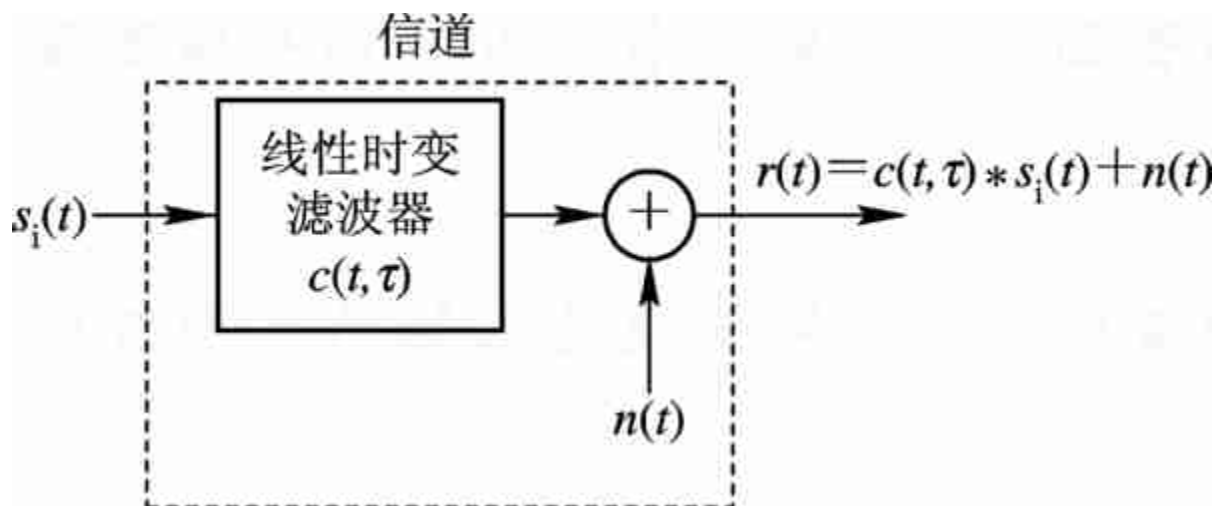 信道
线性时变
滤波器
c(t,τ)
s_i(t)
r(t)=c(t,τ)*s_i(t)+n(t)
n(t)